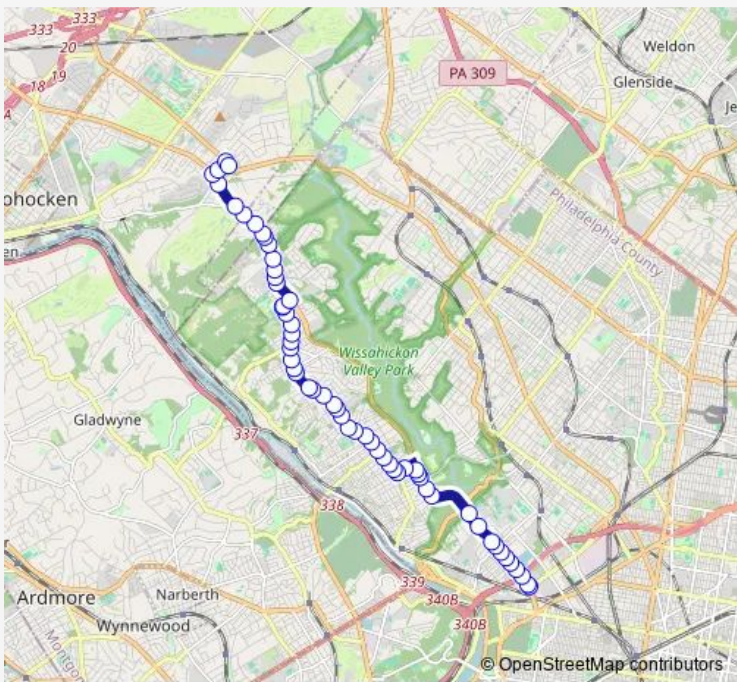 333
333
20
Weldon
PA 309
Glenside
18 19
Je
A
ohocken
Philadelphia County
en
Wissahickon
Valley Park
Gladwyne
337
338
339
Ardmore
Narberth
340B
Wynnewood
340B
Montgom
© OpenStreetMap contributors